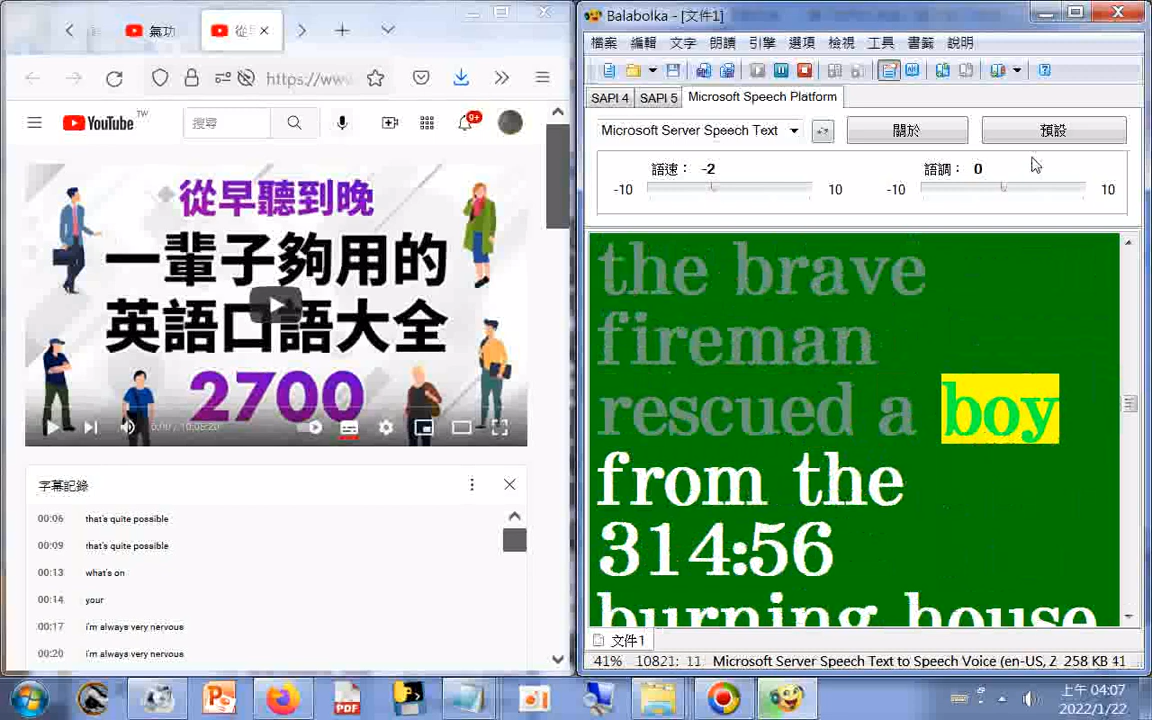 氣功
從
https://www
YouTube TW
搜尋
9+
從早聽到晚
一輩子夠用的
英語口語大全
2700
字幕記錄
00:06 that's quite possible
00:09 that's quite possible
00:13 what's on
00:14 your
00:17 i'm always very nervous
00:20 i'm always very nervous
Balabolka - [文件1]
檔案 編輯 文字 朗讀 引擎 選項 檢視 工具 書籤 說明
SAPI 4 SAPI 5 Microsoft Speech Platform
Microsoft Server Speech Text 關於 預設
語速： -2 語調： 0
-10 10 -10 10
the brave
fireman
rescued a boy
from the
314:56
burning house
文件1
41% 10821: 11 Microsoft Server Speech Text to Speech Voice (en-US, Z 258 KB 41
PDF
上午 04:07
2022/1/22